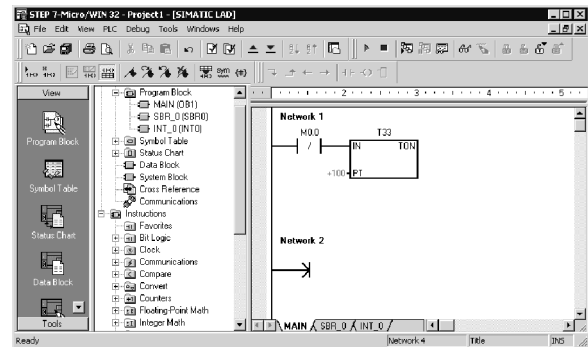 STEP 7-Micro/WIN 32 - Project1 - [SIMATIC LAD]
File Edit View PLC Debug Tools Windows Help
View
Program Block
Symbol Table
Status Chart
Data Block
Tools
Program Block
MAIN (OB1)
SBR_0 (SBR0)
INT_0 (INT0)
Symbol Table
Status Chart
Data Block
System Block
Cross Reference
Communications
Instructions
Favorites
Bit Logic
Clock
Communications
Compare
Convert
Counters
Floating-Point Math
Integer Math
2 3 4 5
Network 1
M0.0 T33
/ IN TON
+100 PT
Network 2
MAIN SBR_0 INT_0
Ready Network 4 Title INS